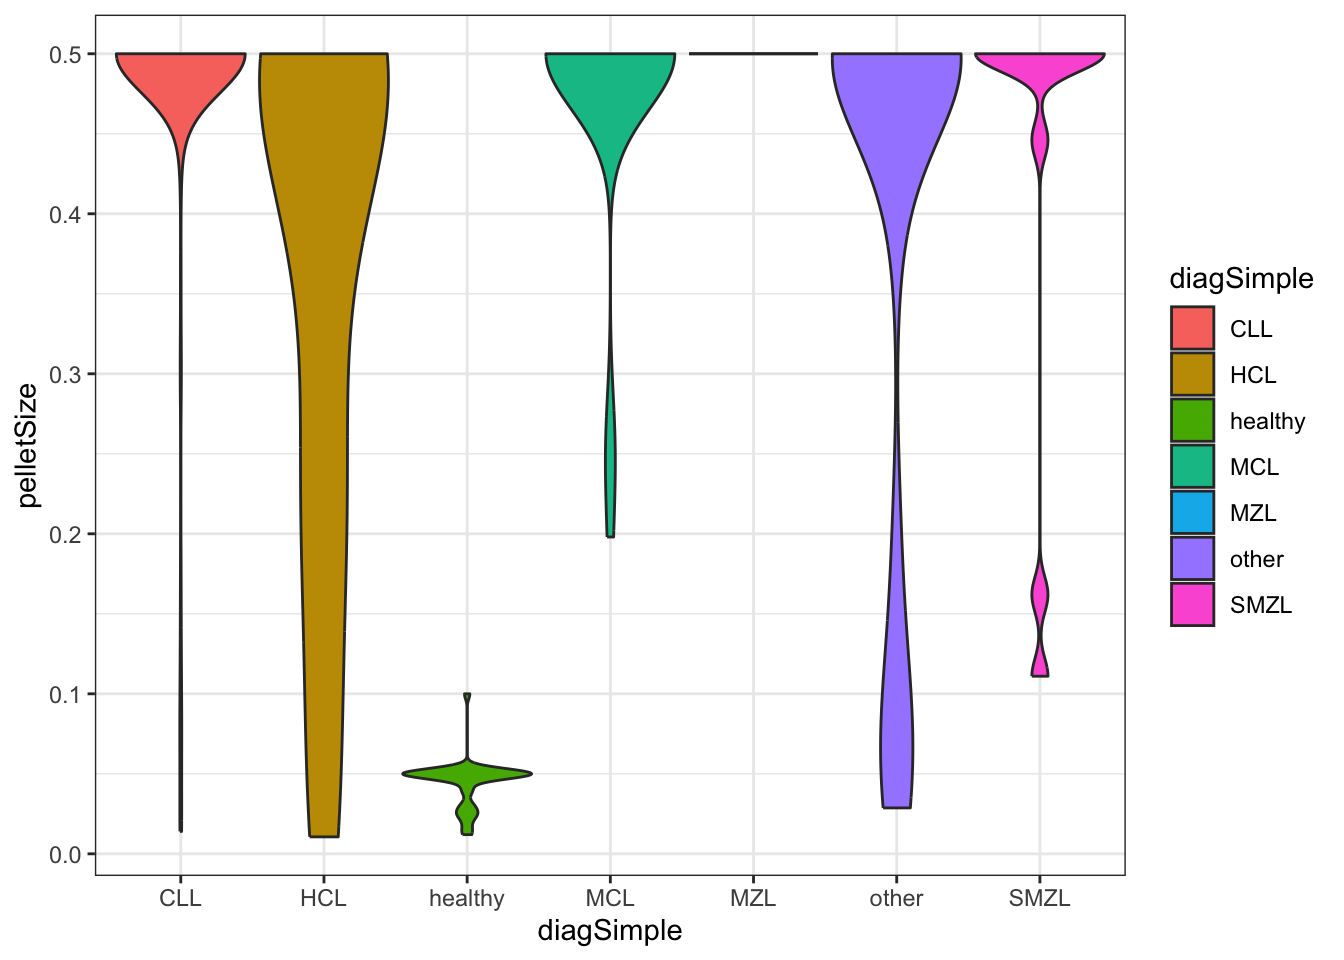 0.5
0.4
0.3
0.2
0.1
0.0
pelletSize
CLL HCL healthy MCL MZL other SMZL
diagSimple
diagSimple
CLL
HCL
healthy
MCL
MZL
other
SMZL